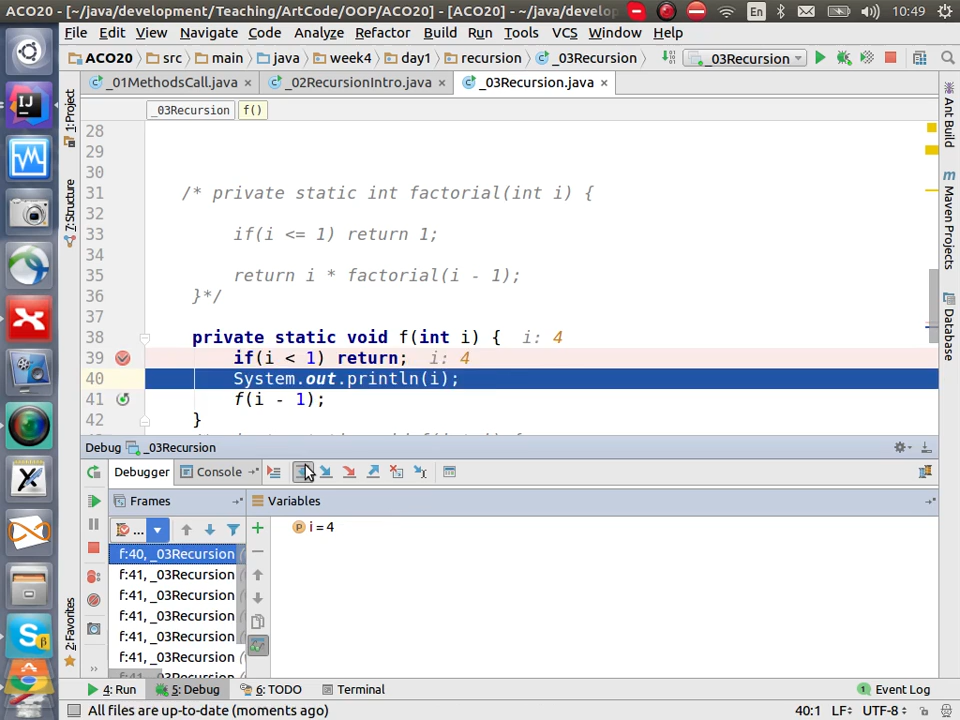 ACO20 - [~/java/development/Teaching/ArtCode/OOP/ACO20] - [ACO20] - ~/java/develop
En
10:49
File Edit View Navigate Code Analyze Refactor Build Run Tools VCS Window Help
ACO20 src main java week4 day1 recursion _03Recursion _03Recursion
_01MethodsCall.java _02RecursionIntro.java _03Recursion.java
_03Recursion f()
1: Project
7: Structure
2: Favorites
Ant Build
Maven Projects
Database
28
29
30
31 /* private static int factorial(int i) {
32
33 if(i <= 1) return 1;
34
35 return i * factorial(i - 1);
36 }*/
37
38 private static void f(int i) { i: 4
39 if(i < 1) return; i: 4
40 System.out.println(i);
41 f(i - 1);
42 }
Debug _03Recursion
Debugger Console
Frames Variables
...
i = 4
f:40, _03Recursion
f:41, _03Recursion
f:41, _03Recursion
f:41, _03Recursion
f:41, _03Recursion
f:41, _03Recursion
4: Run 5: Debug 6: TODO Terminal 1 Event Log
All files are up-to-date (moments ago) 40:1 LF UTF-8